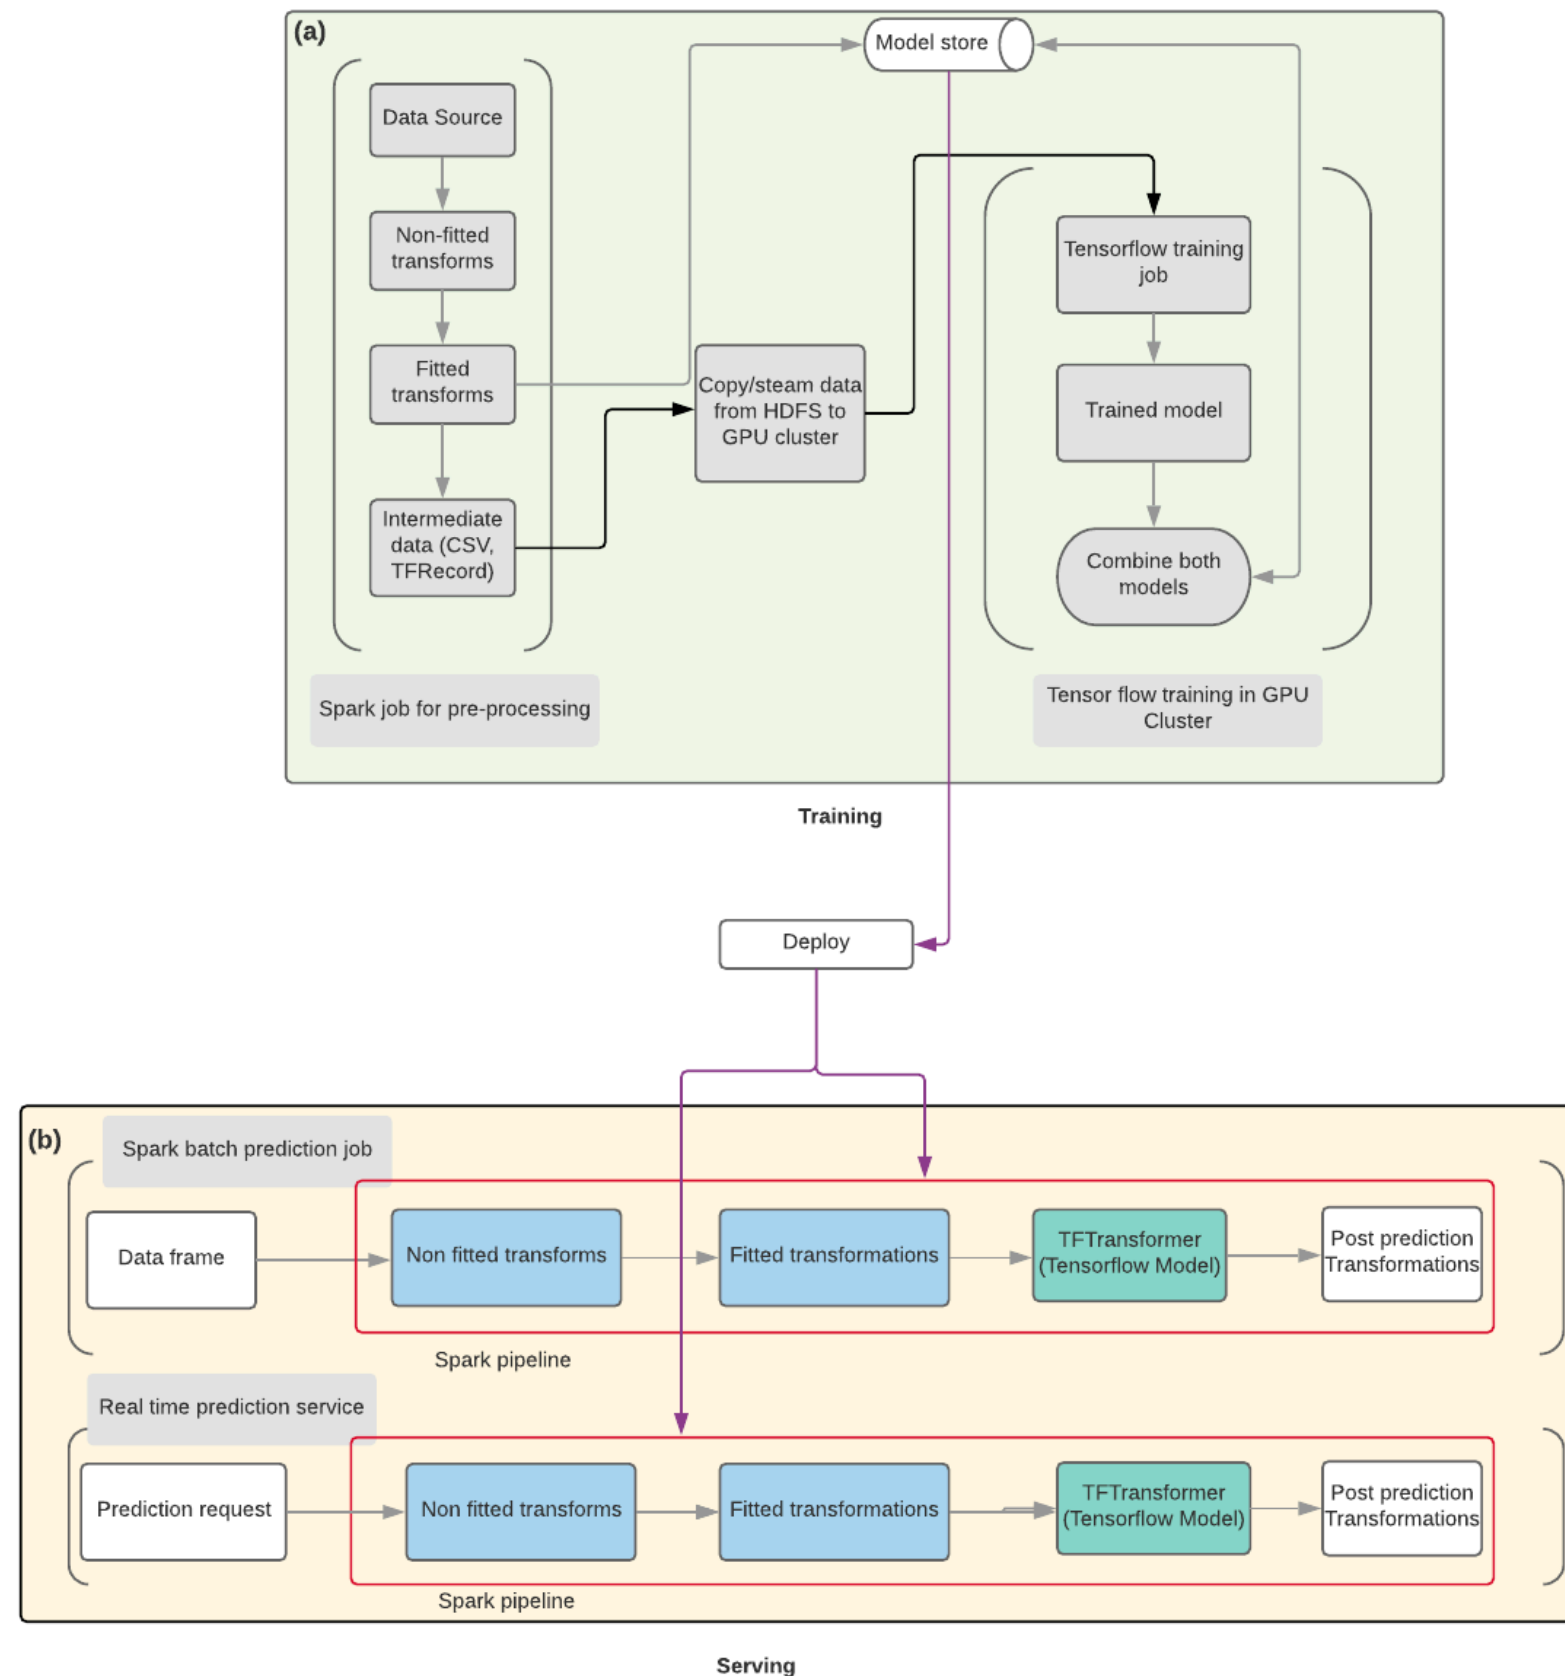 (a)
Model store
Data Source
Non-fitted
transforms
Fitted
transforms
Intermediate
data (CSV,
TFRecord)
Spark job for pre-processing
Copy/steam data
from HDFS to
GPU cluster
Tensorflow training
job
Trained model
Combine both
models
Tensor flow training in GPU
Cluster
Training
Deploy
(b)
Spark batch prediction job
Data frame
Non fitted transforms
Fitted transformations
TFTransformer
(Tensorflow Model)
Post prediction
Transformations
Spark pipeline
Real time prediction service
Prediction request
Non fitted transforms
Fitted transformations
TFTransformer
(Tensorflow Model)
Post prediction
Transformations
Spark pipeline
Serving